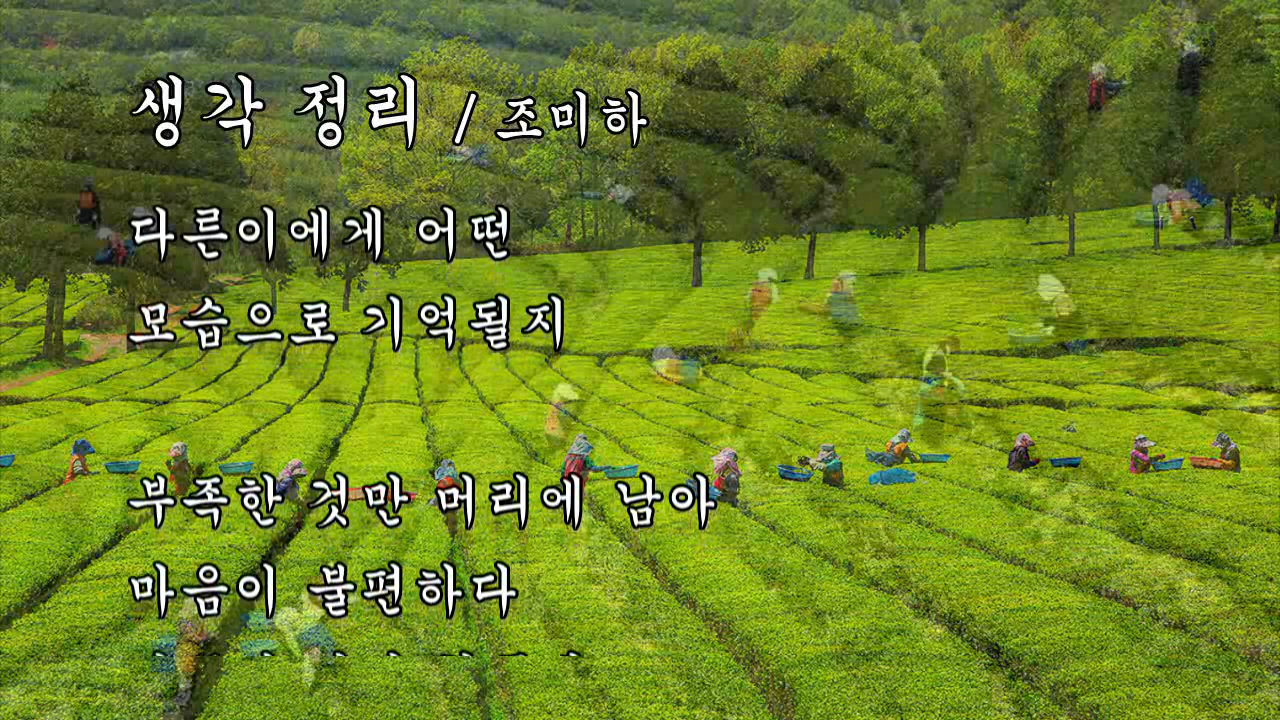 생각 정리 / 조미하
다른이에게 어떤
모습으로 기억될지
부족한 것만 머리에 남아
마음이 불편하다